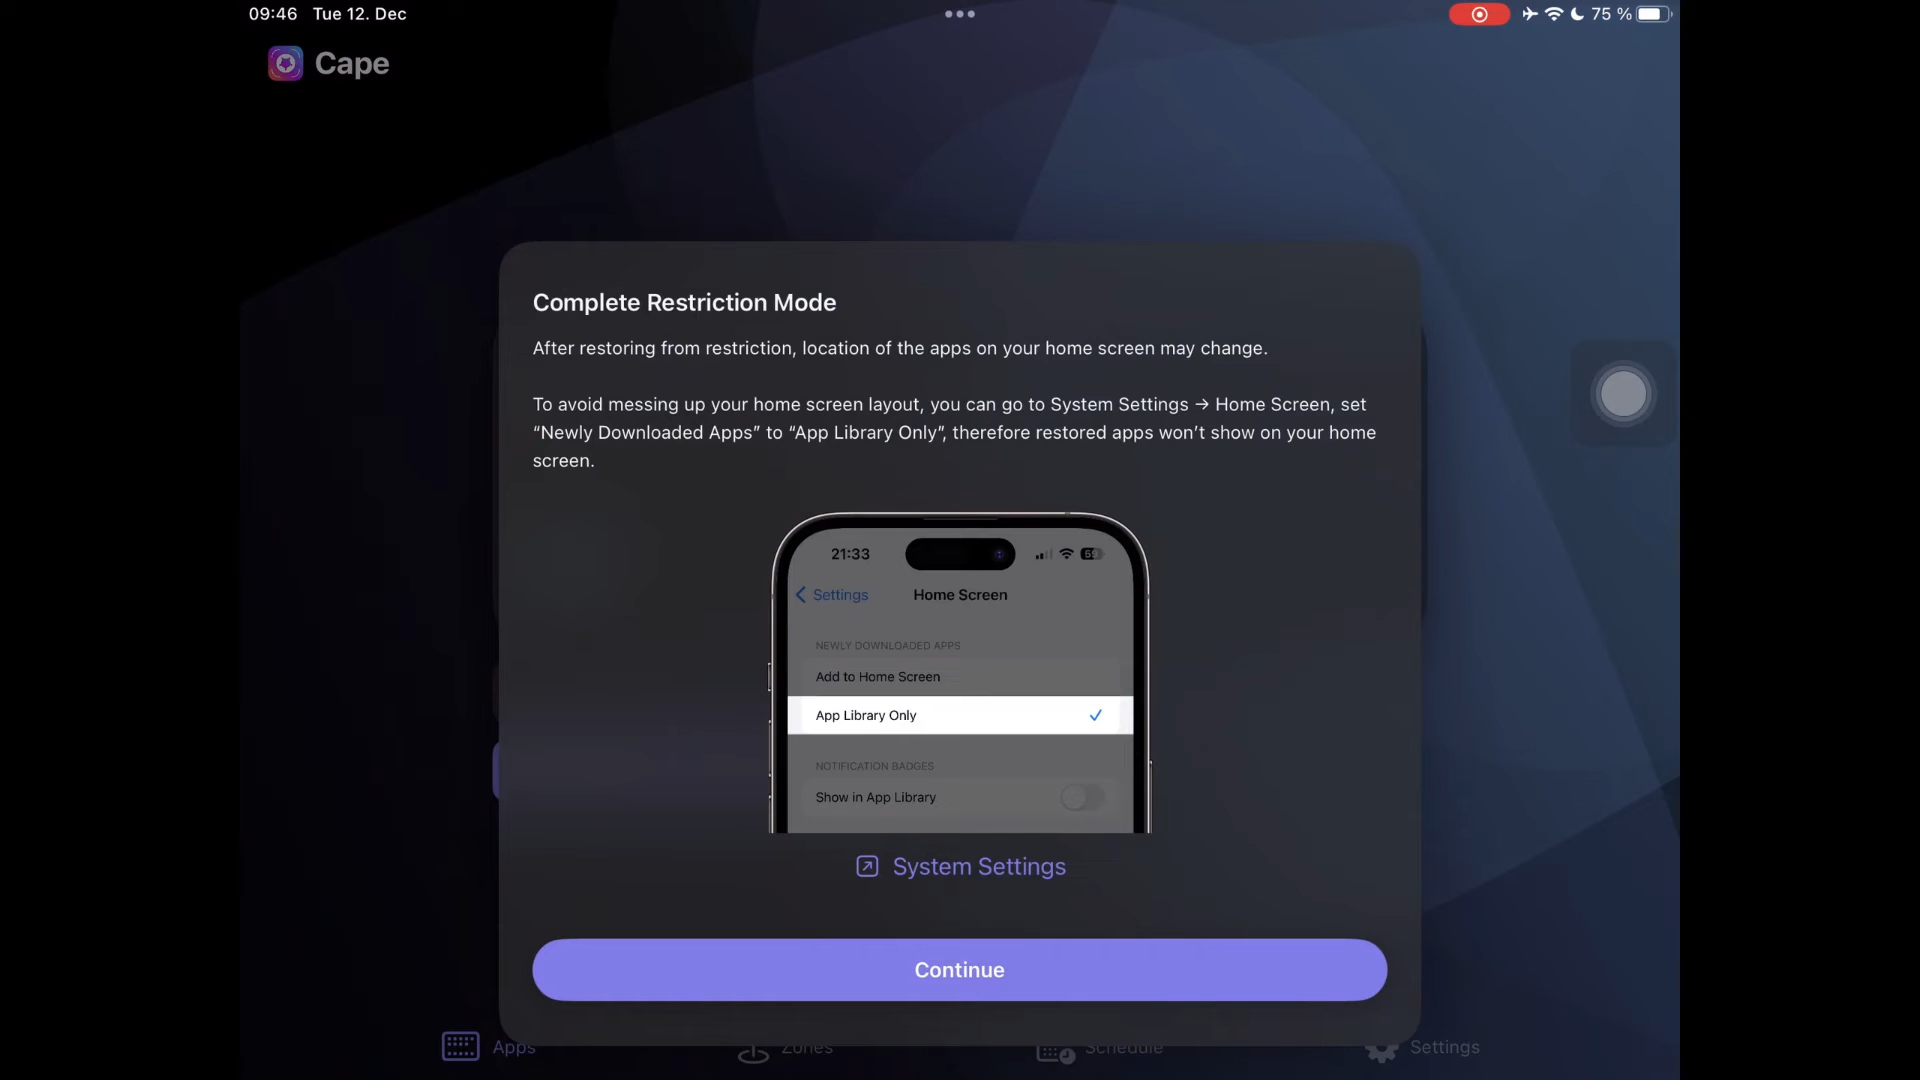 09:46 Tue 12. Dec
75 %
Cape
Complete Restriction Mode
After restoring from restriction, location of the apps on your home screen may change.
To avoid messing up your home screen layout, you can go to System Settings → Home Screen, set
“Newly Downloaded Apps” to “App Library Only”, therefore restored apps won’t show on your home
screen.
21:33
59
Settings
Home Screen
NEWLY DOWNLOADED APPS
Add to Home Screen
App Library Only
NOTIFICATION BADGES
Show in App Library
System Settings
Continue
Apps
Zones
Schedule
Settings